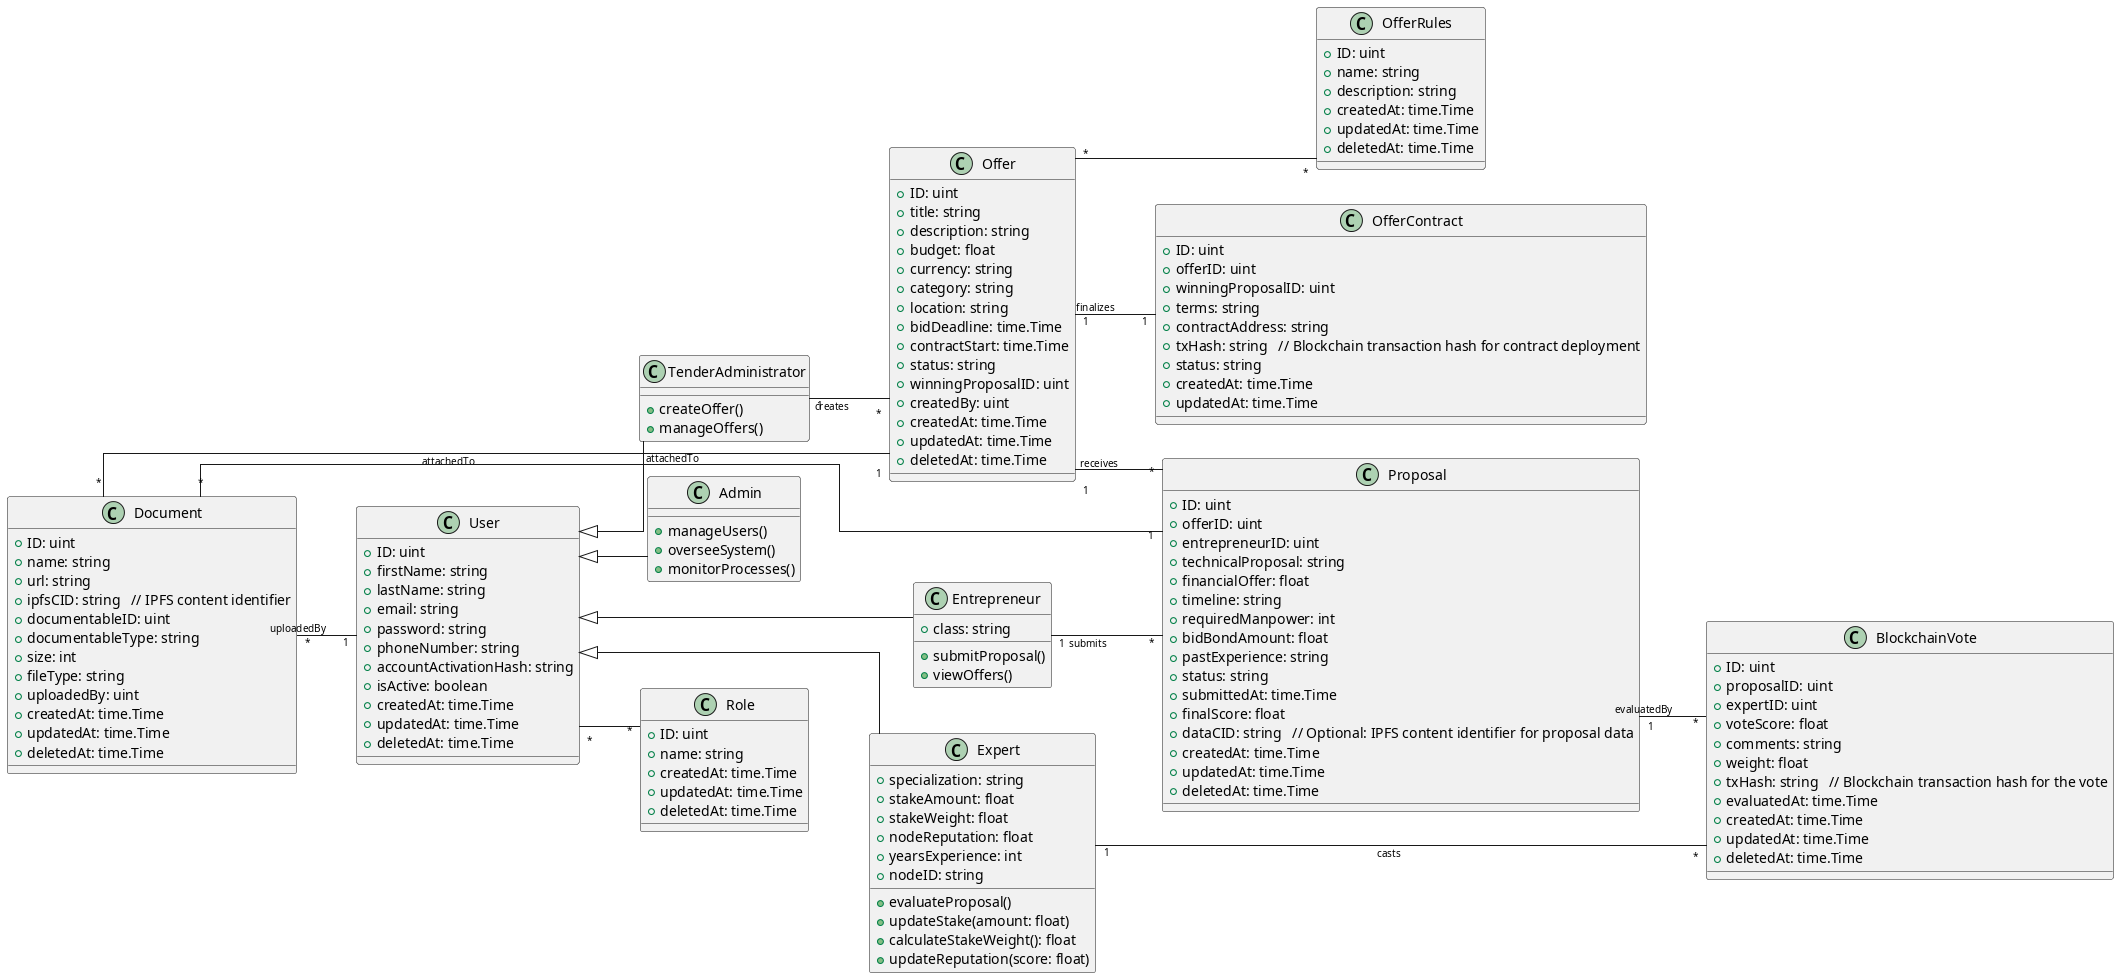 C OfferRules
ID: uint
name: string
description: string
createdAt: time.Time
updatedAt: time.Time
deletedAt: time.Time
C Offer
ID: uint
title: string
description: string
budget: float
currency: string
category: string
location: string
bidDeadline: time.Time
contractStart: time.Time
status: string
winningProposalID: uint
createdBy: uint
createdAt: time.Time
updatedAt: time.Time
deletedAt: time.Time
*
*
C OfferContract
ID: uint
offerID: uint
winningProposalID: uint
terms: string
contractAddress: string
txHash: string // Blockchain transaction hash for contract deployment
status: string
createdAt: time.Time
updatedAt: time.Time
finalizes
1
1
C TenderAdministrator
createOffer()
manageOffers()
creates
*
attachedTo
attachedTo
*
*
1
1
receives
1
*
C Admin
manageUsers()
overseeSystem()
monitorProcesses()
C Document
ID: uint
name: string
url: string
ipfsCID: string // IPFS content identifier
documentableID: uint
documentableType: string
size: int
fileType: string
uploadedBy: uint
createdAt: time.Time
updatedAt: time.Time
deletedAt: time.Time
uploadedBy
*
1
C User
ID: uint
firstName: string
lastName: string
email: string
password: string
phoneNumber: string
accountActivationHash: string
isActive: boolean
createdAt: time.Time
updatedAt: time.Time
deletedAt: time.Time
*
*
C Role
ID: uint
name: string
createdAt: time.Time
updatedAt: time.Time
deletedAt: time.Time
C Entrepreneur
class: string
submitProposal()
viewOffers()
1
submits
*
C Proposal
ID: uint
offerID: uint
entrepreneurID: uint
technicalProposal: string
financialOffer: float
timeline: string
requiredManpower: int
bidBondAmount: float
pastExperience: string
status: string
submittedAt: time.Time
finalScore: float
dataCID: string // Optional: IPFS content identifier for proposal data
createdAt: time.Time
updatedAt: time.Time
deletedAt: time.Time
evaluatedBy
1
*
C Expert
specialization: string
stakeAmount: float
stakeWeight: float
nodeReputation: float
yearsExperience: int
nodeID: string
evaluateProposal()
updateStake(amount: float)
calculateStakeWeight(): float
updateReputation(score: float)
1
casts
*
C BlockchainVote
ID: uint
proposalID: uint
expertID: uint
voteScore: float
comments: string
weight: float
txHash: string // Blockchain transaction hash for the vote
evaluatedAt: time.Time
createdAt: time.Time
updatedAt: time.Time
deletedAt: time.Time